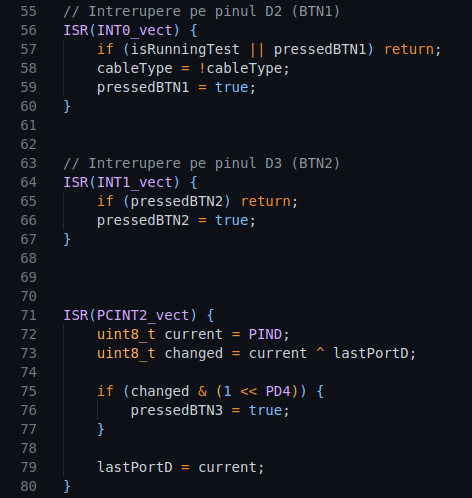 55 // Intrerupere pe pinul D2 (BTN1)
56 ISR(INT0_vect) {
57     if (isRunningTest || pressedBTN1) return;
58     cableType = !cableType;
59     pressedBTN1 = true;
60 }
61
62
63 // Intrerupere pe pinul D3 (BTN2)
64 ISR(INT1_vect) {
65     if (pressedBTN2) return;
66     pressedBTN2 = true;
67 }
68
69
70
71 ISR(PCINT2_vect) {
72     uint8_t current = PIND;
73     uint8_t changed = current ^ lastPortD;
74
75     if (changed & (1 << PD4)) {
76         pressedBTN3 = true;
77     }
78
79     lastPortD = current;
80 }